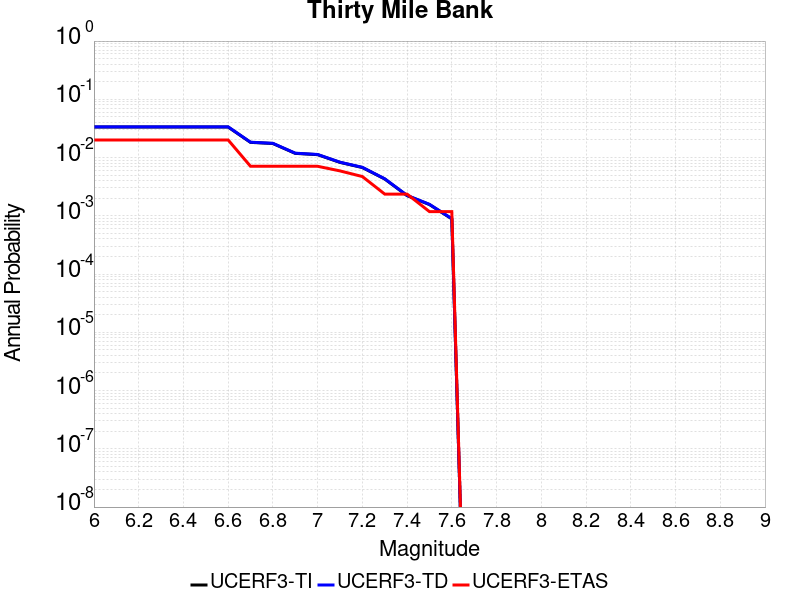 Thirty Mile Bank
10^0
10^-1
10^-2
10^-3
10^-4
10^-5
10^-6
10^-7
10^-8
Annual Probability
6 6.2 6.4 6.6 6.8 7 7.2 7.4 7.6 7.8 8 8.2 8.4 8.6 8.8 9
Magnitude
UCERF3-TI UCERF3-TD UCERF3-ETAS